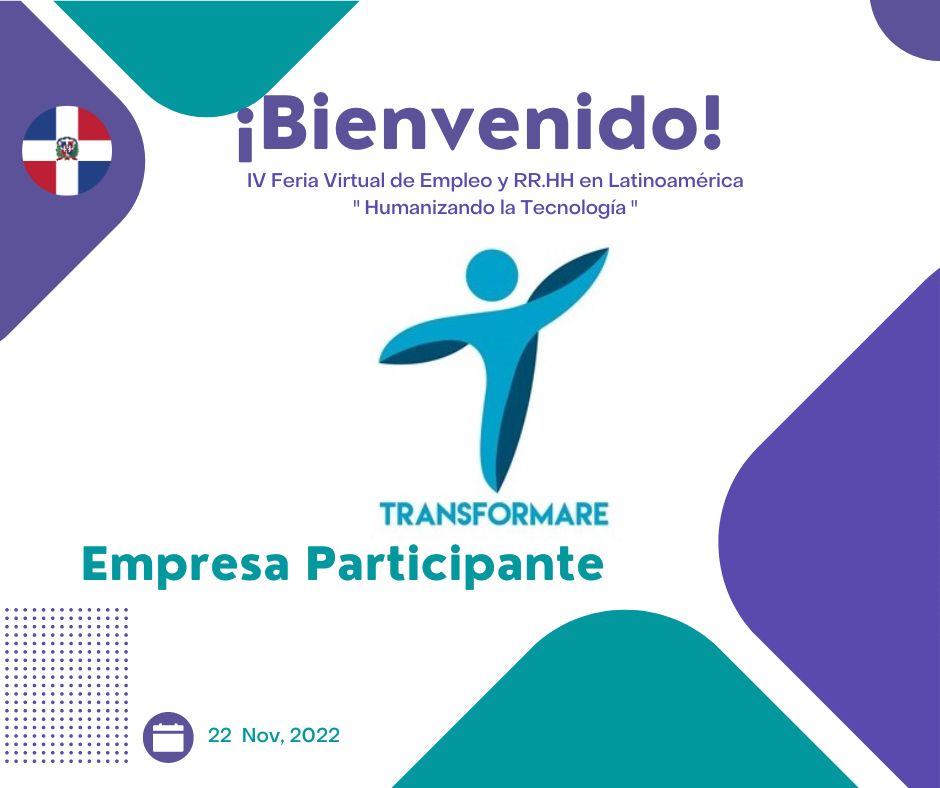 ¡Bienvenido!
IV Feria Virtual de Empleo y RR.HH en Latinoamérica
" Humanizando la Tecnología "
TRANSFORMARE
Empresa Participante
22 Nov, 2022